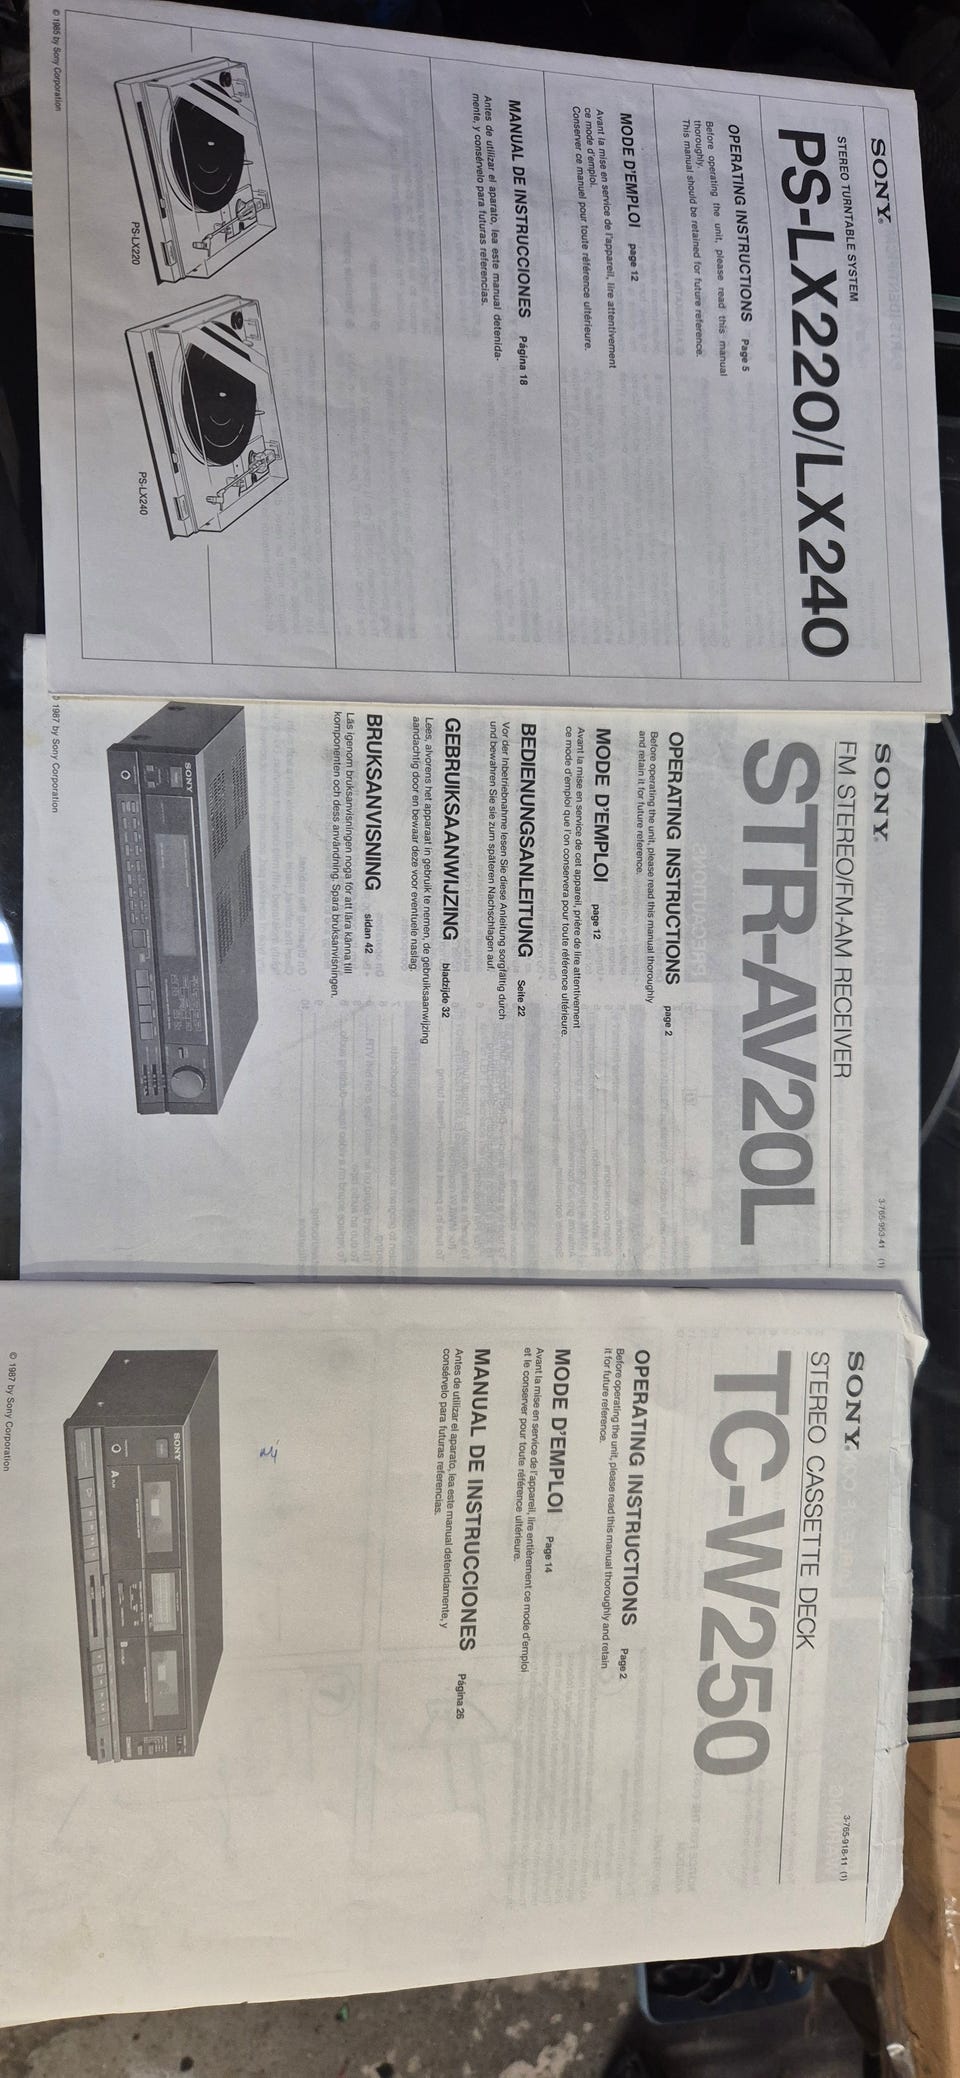 SONY®
STEREO TURNTABLE SYSTEM
PS-LX220/LX240
OPERATING INSTRUCTIONS Page 5
Before operating the unit, please read this manual
thoroughly.
This manual should be retained for future reference.
MODE D'EMPLOI page 12
Avant la mise en service de l'appareil, lire attentivement
ce mode d'emploi.
Conserver ce manuel pour toute référence ultérieure.
MANUAL DE INSTRUCCIONES Página 18
Antes de utilizar el aparato, lea este manual detenida-
mente, y consérvelo para futuras referencias.
PS-LX220
PS-LX240
© 1985 by Sony Corporation
SONY®
3-765-953-41 (1)
FM STEREO/FM-AM RECEIVER
STR-AV20L
OPERATING INSTRUCTIONS page 2
Before operating the unit, please read this manual thoroughly
and retain it for future reference.
MODE D'EMPLOI page 12
Avant la mise en service de cet appareil, prière de lire attentivement
ce mode d'emploi que l'on conservera pour toute référence ultérieure.
BEDIENUNGSANLEITUNG Seite 22
Vor der Inbetriebnahme lesen Sie diese Anleitung sorgfältig durch
und bewahren Sie sie zum späteren Nachschlagen auf.
GEBRUIKSAANWIJZING bladzijde 32
Lees, alvorens het apparaat in gebruik te nemen, de gebruiksaanwijzing
aandachtig door en bewaar deze voor eventuele naslag.
BRUKSANVISNING sidan 42
Läs igenom bruksanvisningen noga för att lära känna till
komponenten och dess användning. Spara bruksanvisningen.
SONY
1987 by Sony Corporation
SONY®
3-765-918-11 (1)
STEREO CASSETTE DECK
TC-W250
OPERATING INSTRUCTIONS Page 2
Before operating the unit, please read this manual thoroughly and retain
it for future reference.
MODE D'EMPLOI Page 14
Avant la mise en service de l'appareil, lire entièrement ce mode d'emploi
et le conserver pour toute référence ultérieure.
MANUAL DE INSTRUCCIONES Página 26
Antes de utilizar el aparato, lea este manual detenidamente, y
consérvelo para futuras referencias.
SONY
© 1987 by Sony Corporation